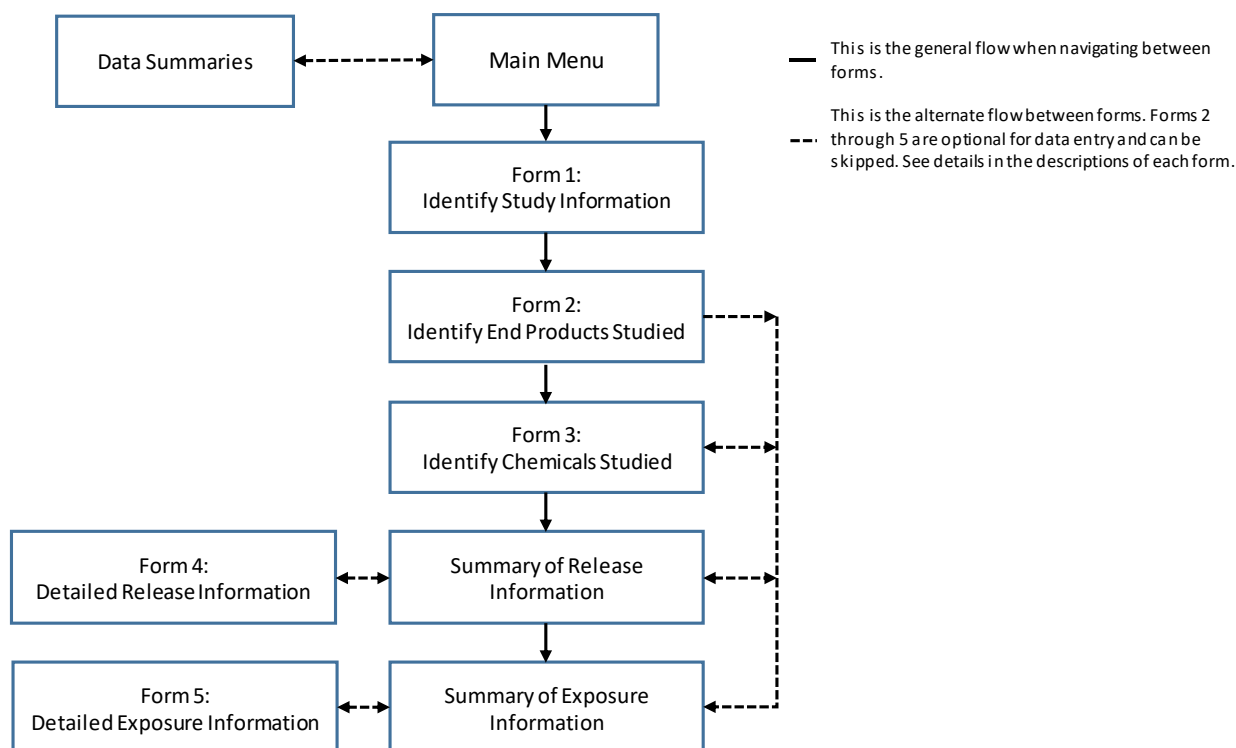 Data Summaries
Main Menu
This is the general flow when navigating between
forms.
This is the alternate flow between forms. Forms 2
through 5 are optional for data entry and can be
skipped. See details in the descriptions of each form.
Form 1:
Identify Study Information
Form 2:
Identify End Products Studied
Form 3:
Identify Chemicals Studied
Form 4:
Detailed Release Information
Summary of Release
Information
Form 5:
Detailed Exposure Information
Summary of Exposure
Information